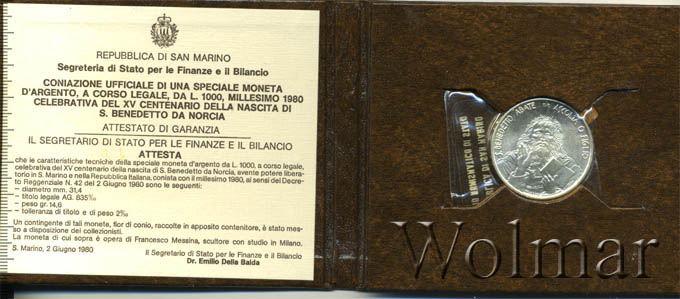 REPUBBLICA DI SAN MARINO
Segreteria di Stato per le Finanze e il Bilancio
CONIAZIONE UFFICIALE DI UNA SPECIALE MONETA
D'ARGENTO, A CORSO LEGALE, DA L. 1000, MILLESIMO 1980
CELEBRATIVA DEL XV CENTENARIO DELLA NASCITA DI
S. BENEDETTO DA NORCIA
ATTESTATO DI GARANZIA
IL SEGRETARIO DI STATO PER LE FINANZE E IL BILANCIO
ATTESTA
che le caratteristiche tecniche della speciale moneta d'argento da L. 1000, a corso legale,
celebrativa del XV centenario della nascita di S. Benedetto da Norcia, avente potere libera-
torio in S. Marino e nella Repubblica Italiana, coniata con il millesimo 1980, ai sensi del Decre-
to Reggenziale N. 42 del 2 Giugno 1980 sono le seguenti:
– diametro mm. 31,4
– titolo legale AG. 835‰
– peso gr. 14,6
– tolleranza di titolo e di peso 2‰
Un contingente di tali monete, fior di conio, raccolte in apposito contenitore, è stato mes-
so a disposizione dei collezionisti.
La moneta di cui sopra è opera di Francesco Messina, scultore con studio in Milano.
S. Marino, 2 Giugno 1980
Il Segretario di Stato per le Finanze e il Bilancio
Dr. Emilio Della Balda
S. BENEDETTO ABATE
NUMISMATICO DI STATO
DI SAN MARINO
Wolmar